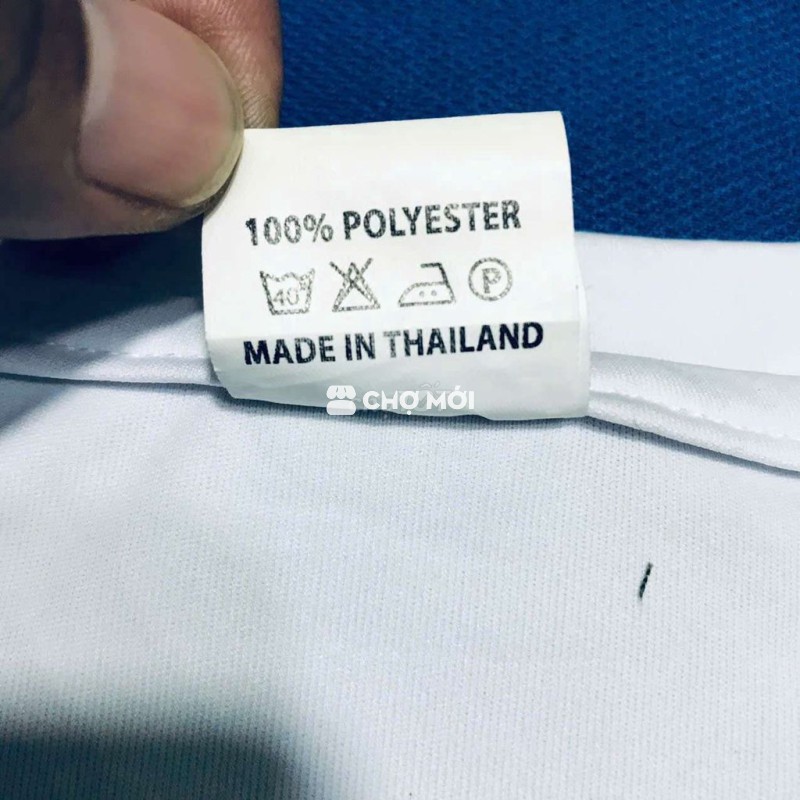 100% POLYESTER
40° P
MADE IN THAILAND
CHỢ MỚI